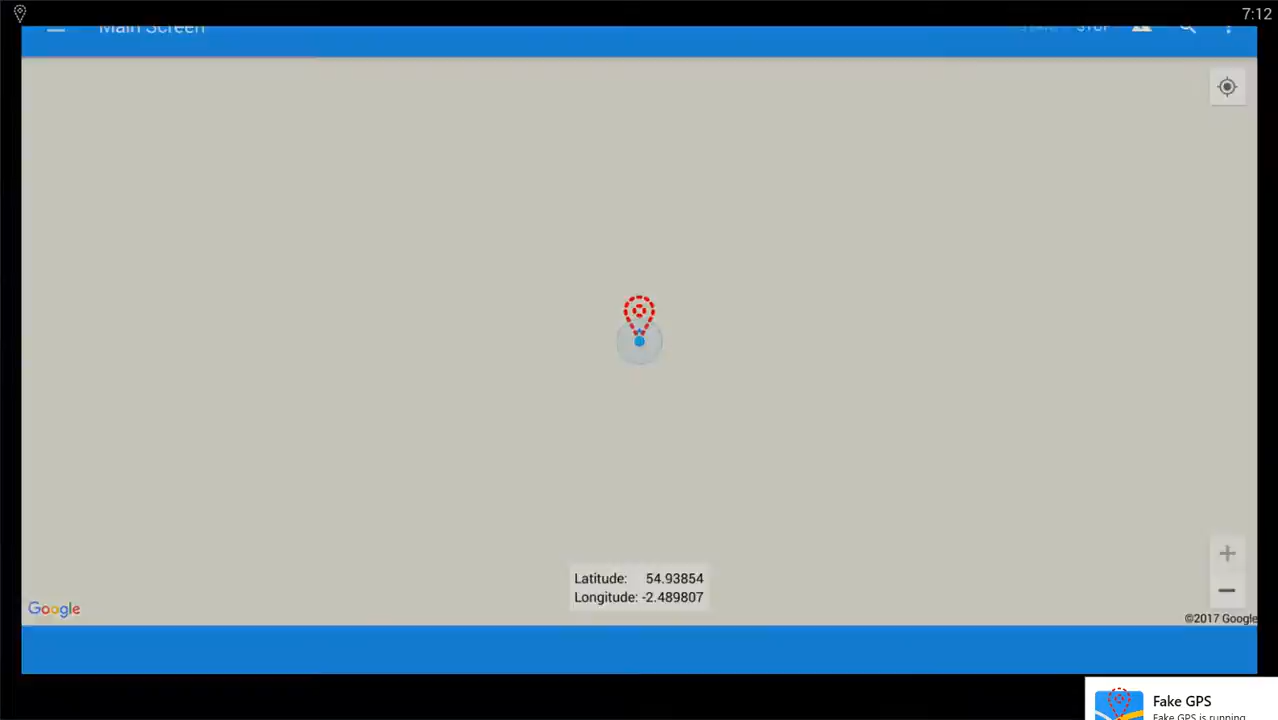 7:12
Main Screen
STOP
Latitude: 54.93854
Longitude: -2.489807
Google
©2017 Google
Fake GPS
Fake GPS is running